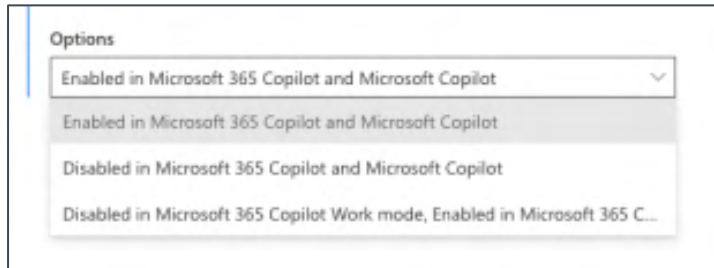 Options
Enabled in Microsoft 365 Copilot and Microsoft Copilot
Enabled in Microsoft 365 Copilot and Microsoft Copilot
Disabled in Microsoft 365 Copilot and Microsoft Copilot
Disabled in Microsoft 365 Copilot Work mode, Enabled in Microsoft 365 C...